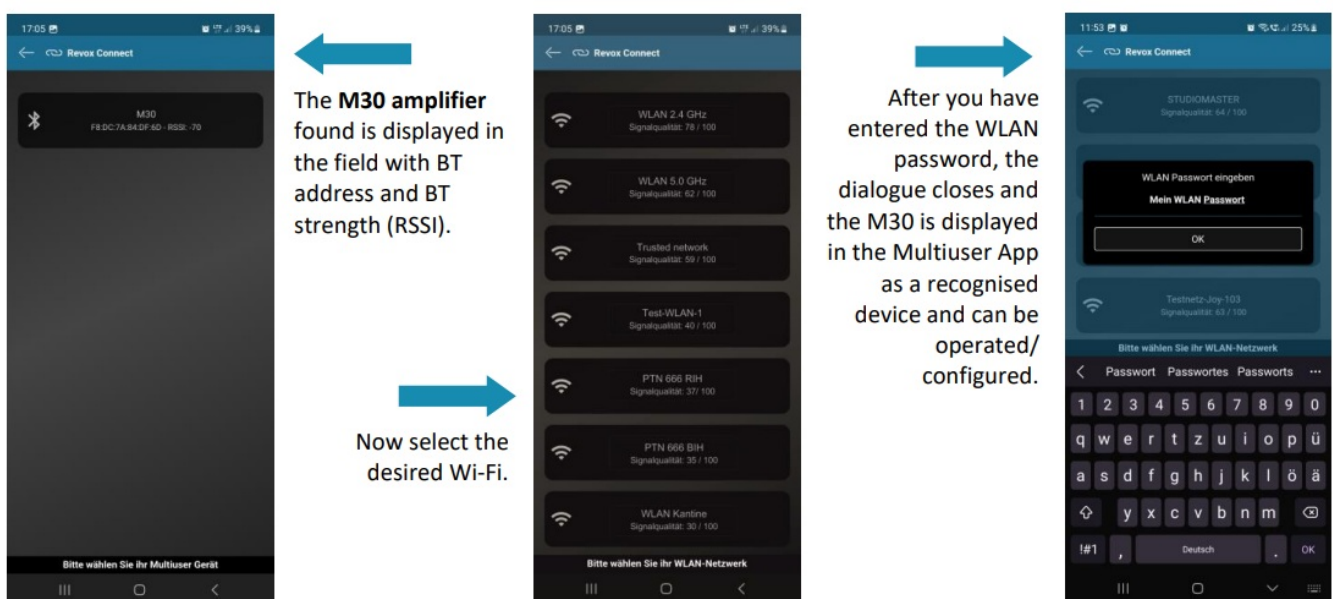 17:05 39%
Revox Connect
M30
F8:DC:7A:84:DF:6D - RSSI: -70
Bitte wählen Sie ihr Multiuser Gerät
The M30 amplifier
found is displayed in
the field with BT
address and BT
strength (RSSI).
Now select the
desired Wi-Fi.
17:05 39%
Revox Connect
WLAN 2.4 GHz
Signalqualität: 78 / 100
WLAN 5.0 GHz
Signalqualität: 62 / 100
Trusted network
Signalqualität: 59 / 100
Test-WLAN-1
Signalqualität: 40 / 100
PTN 666 RIH
Signalqualität: 37/ 100
PTN 666 BIH
Signalqualität: 35 / 100
WLAN Kantine
Signalqualität: 30 / 100
Bitte wählen Sie ihr WLAN-Netzwerk
After you have
entered the WLAN
password, the
dialogue closes and
the M30 is displayed
in the Multiuser App
as a recognised
device and can be
operated/
configured.
11:53 25%
Revox Connect
STUDIOMASTER
Signalqualität: 64 / 100
WLAN Passwort eingeben
Mein WLAN Passwort
OK
Testnetz-Joy-103
Signalqualität: 63 / 100
Bitte wählen Sie ihr WLAN-Netzwerk
Passwort Passwortes Passworts ...
1 2 3 4 5 6 7 8 9 0
q w e r t z u i o p ü
a s d f g h j k l ö ä
y x c v b n m
!#1 , Deutsch . OK